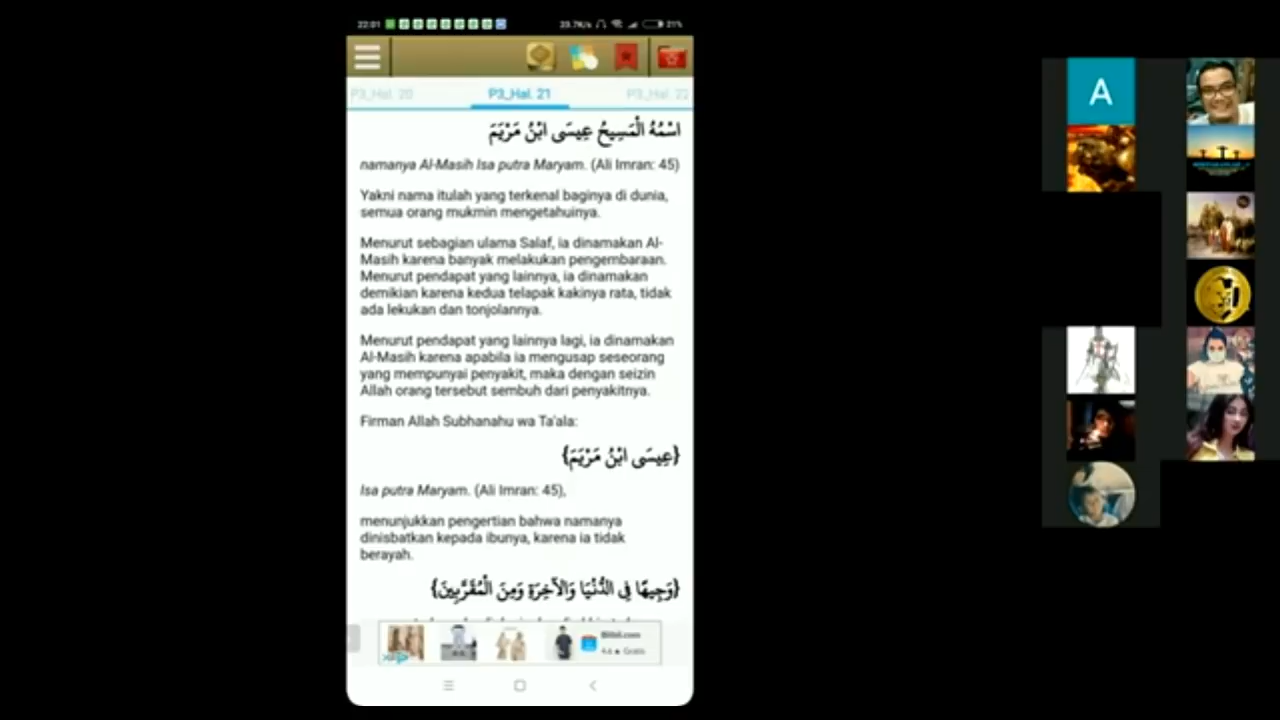 22:01
21%
P3_Hal. 20
P3_Hal. 21
P3_Hal. 22
اسْمُهُ الْمَسِيحُ عِيسَى ابْنُ مَرْيَمَ
namanya Al-Masih Isa putra Maryam. (Ali Imran: 45)
Yakni nama itulah yang terkenal baginya di dunia,
semua orang mukmin mengetahuinya.
Menurut sebagian ulama Salaf, ia dinamakan Al-
Masih karena banyak melakukan pengembaraan.
Menurut pendapat yang lainnya, ia dinamakan
demikian karena kedua telapak kakinya rata, tidak
ada lekukan dan tonjolannya.
Menurut pendapat yang lainnya lagi, ia dinamakan
Al-Masih karena apabila ia mengusap seseorang
yang mempunyai penyakit, maka dengan seizin
Allah orang tersebut sembuh dari penyakitnya.
Firman Allah Subhanahu wa Ta'ala:
{عِيسَى ابْنُ مَرْيَمَ}
Isa putra Maryam. (Ali Imran: 45),
menunjukkan pengertian bahwa namanya
dinisbatkan kepada ibunya, karena ia tidak
berayah.
{وَجِيهًا فِي الدُّنْيَا وَالْآخِرَةِ وَمِنَ الْمُقَرَّبِينَ}
Blibli.com
4.6 ★ Gratis
A